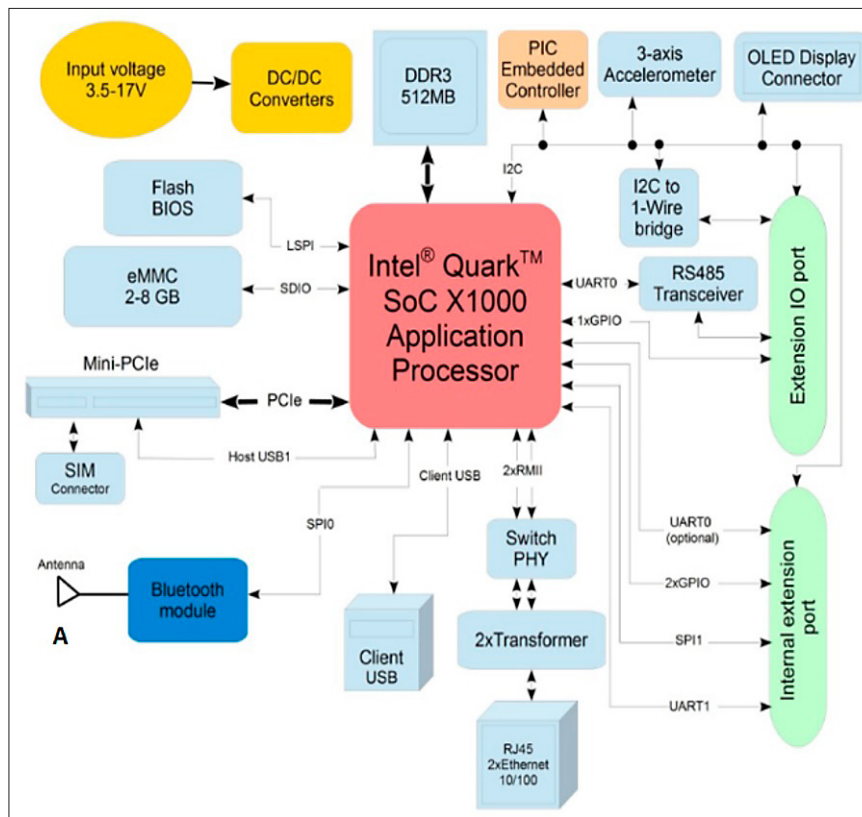 Input voltage
3.5-17V
DC/DC
Converters
DDR3
512MB
PIC
Embedded
Controller
3-axis
Accelerometer
OLED Display
Connector
I2C
Flash
BIOS
LSPI
I2C to
1-Wire
bridge
eMMC
2-8 GB
SDIO
Intel® Quark™
SoC X1000
Application
Processor
UART0
RS485
Transceiver
1xGPIO
Extension IO port
Mini-PCIe
PCIe
Host USB1
SIM
Connector
Client USB
2xRMII
SPI0
Switch
PHY
UART0
(optional)
Antenna
A
Bluetooth
module
2xGPIO
Internal extension
port
Client
USB
2xTransformer
SPI1
UART1
RJ45
2xEthernet
10/100